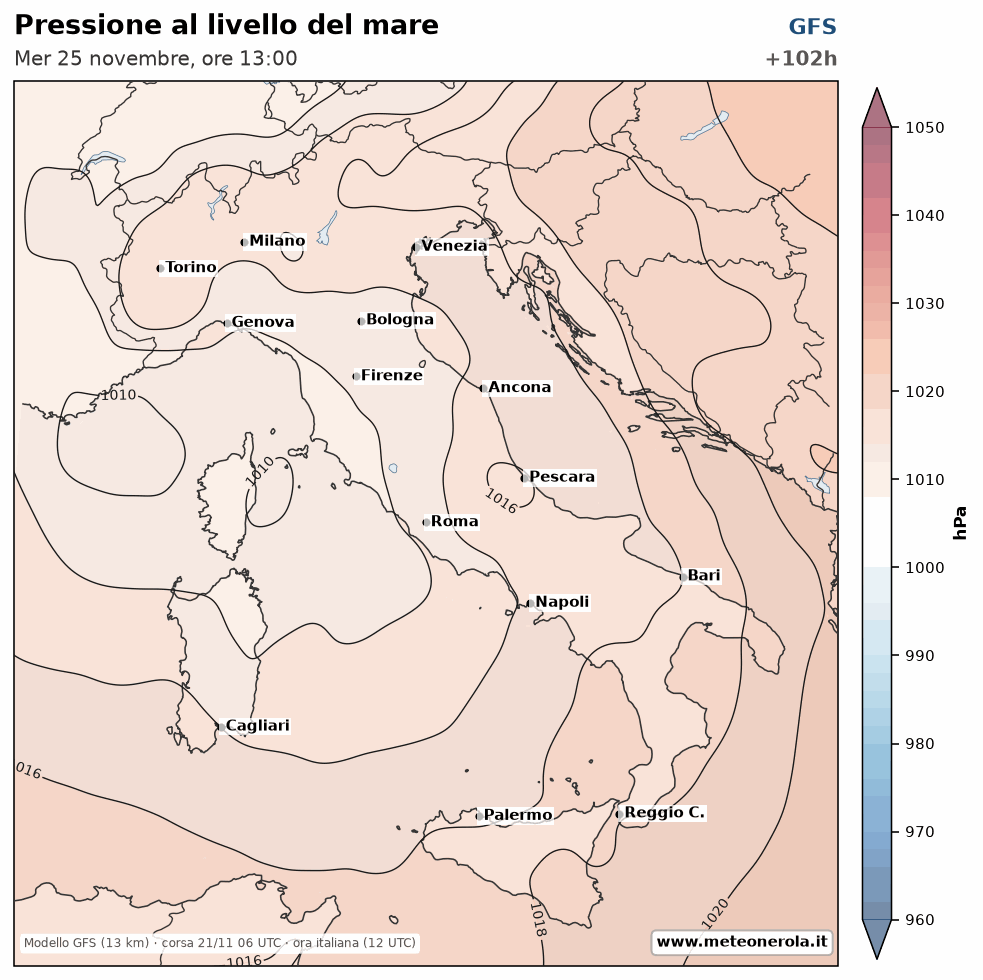 Pressione al livello del mare
GFS
Mer 25 novembre, ore 13:00
+102h
1050
1040
1030
1020
1010
1000
990
980
970
960
hPa
Milano
Venezia
Torino
Genova
Bologna
Firenze
Ancona
1010
1010
Pescara
1016
Roma
Bari
Napoli
Cagliari
016
Palermo
Reggio C.
1018
1020
1016
Modello GFS (13 km) · corsa 21/11 06 UTC · ora italiana (12 UTC)
www.meteonerola.it